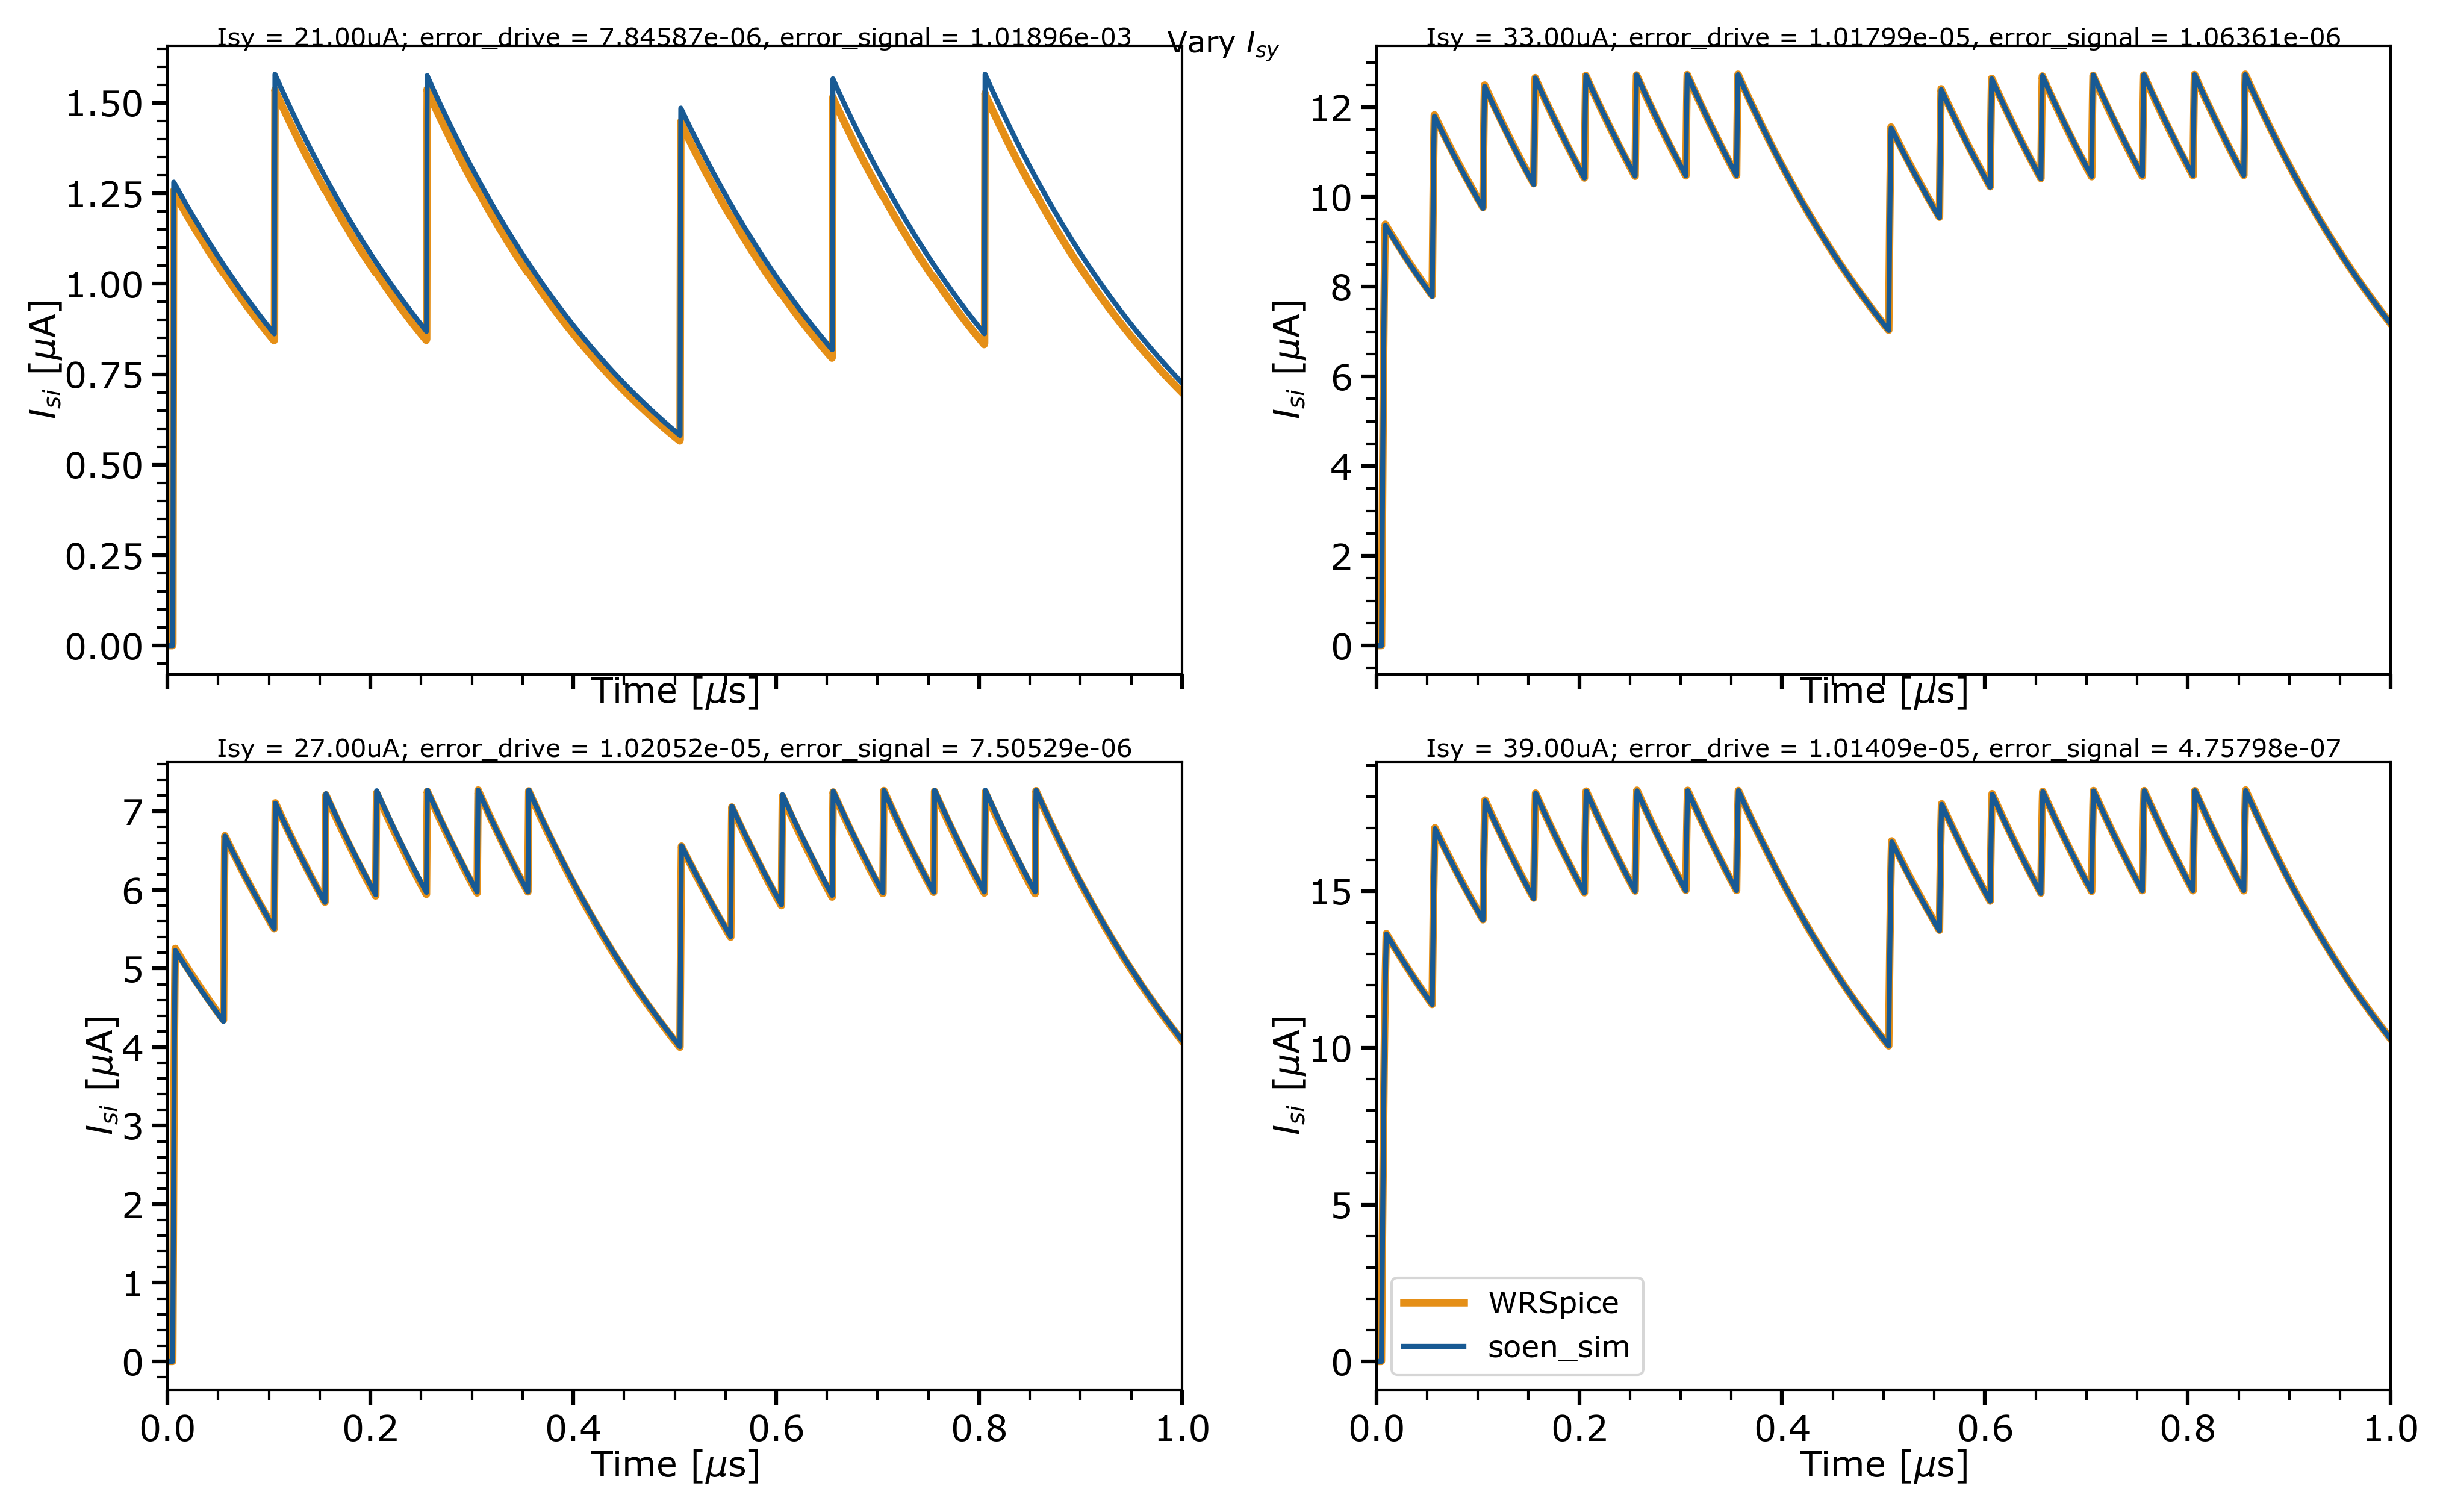 Vary Isy
Isy = 21.00uA; error_drive = 7.84587e-06, error_signal = 1.01896e-03
1.50
1.25
1.00
0.75
0.50
0.25
0.00
Isi [μA]
Time [μs]
Isy = 33.00uA; error_drive = 1.01799e-05, error_signal = 1.06361e-06
12
10
8
6
4
2
0
Isi [μA]
Time [μs]
Isy = 27.00uA; error_drive = 1.02052e-05, error_signal = 7.50529e-06
7
6
5
4
3
2
1
0
Isi [μA]
0.0 0.2 0.4 0.6 0.8 1.0
Time [μs]
Isy = 39.00uA; error_drive = 1.01409e-05, error_signal = 4.75798e-07
15
10
5
0
Isi [μA]
WRSpice
soen_sim
0.0 0.2 0.4 0.6 0.8 1.0
Time [μs]